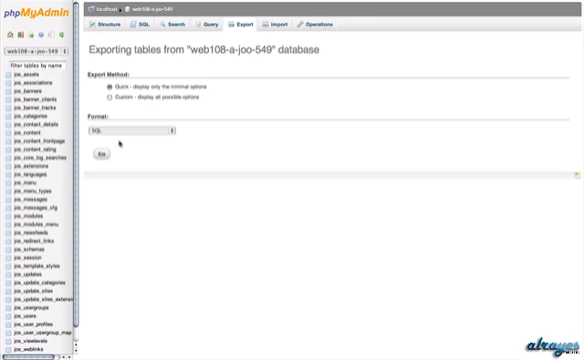 phpMyAdmin
localhost
web108-a-joo-549
Structure
SQL
Search
Query
Export
Import
Operations
web108-a-joo-549
filter tables by name
jos_assets
jos_associations
jos_banners
jos_banner_clients
jos_banner_tracks
jos_categories
jos_contact_details
jos_content
jos_content_frontpage
jos_content_rating
jos_core_log_searches
jos_extensions
jos_languages
jos_menu
jos_menu_types
jos_messages
jos_messages_cfg
jos_modules
jos_modules_menu
jos_newsfeeds
jos_redirect_links
jos_schemas
jos_session
jos_template_styles
jos_updates
jos_update_categories
jos_update_sites
jos_update_sites_extensi
jos_usergroups
jos_users
jos_user_profiles
jos_user_usergroup_map
jos_viewlevels
jos_weblinks
Exporting tables from "web108-a-joo-549" database
Export Method:
Quick - display only the minimal options
Custom - display all possible options
Format:
SQL
Go
alrayes